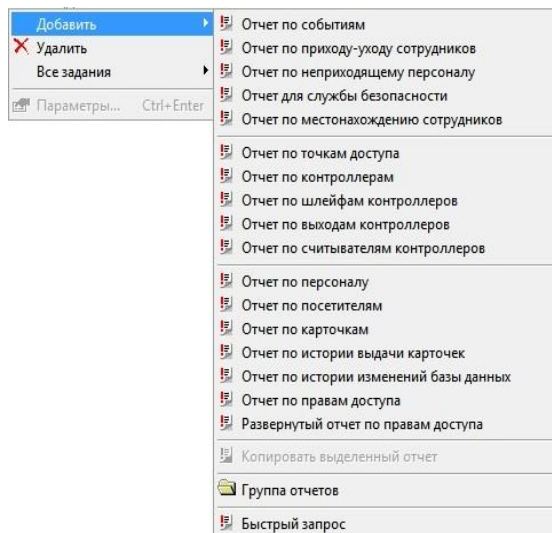 Добавить
Удалить
Все задания
Параметры... Ctrl+Enter
Отчет по событиям
Отчет по приходу-уходу сотрудников
Отчет по неприходящему персоналу
Отчет для службы безопасности
Отчет по местонахождению сотрудников
Отчет по точкам доступа
Отчет по контроллерам
Отчет по шлейфам контроллеров
Отчет по выходам контроллеров
Отчет по считывателям контроллеров
Отчет по персоналу
Отчет по посетителям
Отчет по карточкам
Отчет по истории выдачи карточек
Отчет по истории изменений базы данных
Отчет по правам доступа
Развернутый отчет по правам доступа
Копировать выделенный отчет
Группа отчетов
Быстрый запрос